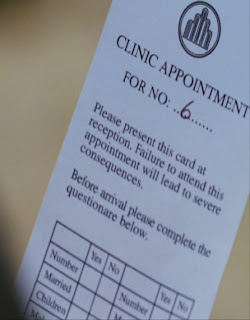 CLINIC APPOINTMENT
FOR NO: ..6......
Please present this card at
reception. Failure to attend this
appointment will lead to severe
consequences.
Before arrival please complete the
questionare below.
Yes No Yes No
Number Number
Married Married
Children